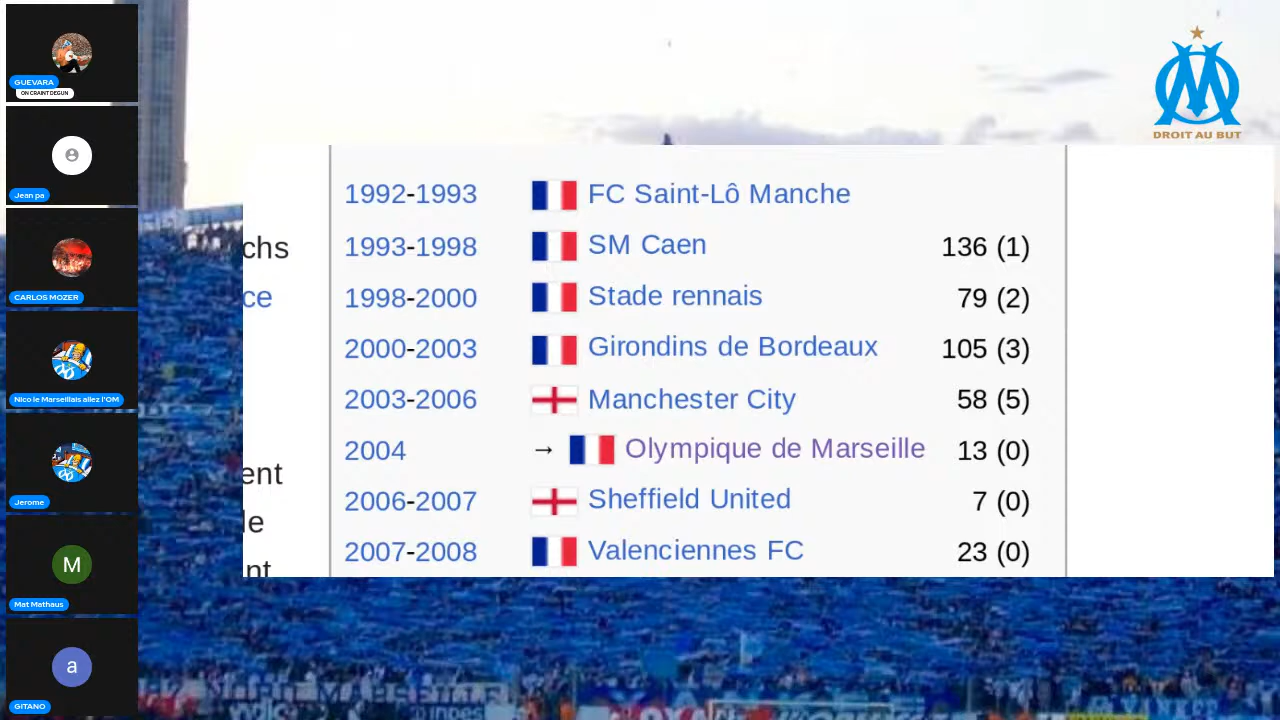 GUEVARA
ON CRAINT DEGUN
Jean pa
CARLOS MOZER
Nico le Marseillais allez l'OM
Jerome
M
Mat Mathaus
a
GITANO
DROIT AU BUT
chs
ce
ent
le
nt
1992-1993 FC Saint-Lô Manche
1993-1998 SM Caen 136 (1)
1998-2000 Stade rennais 79 (2)
2000-2003 Girondins de Bordeaux 105 (3)
2003-2006 Manchester City 58 (5)
2004 → Olympique de Marseille 13 (0)
2006-2007 Sheffield United 7 (0)
2007-2008 Valenciennes FC 23 (0)
MARSEILLE